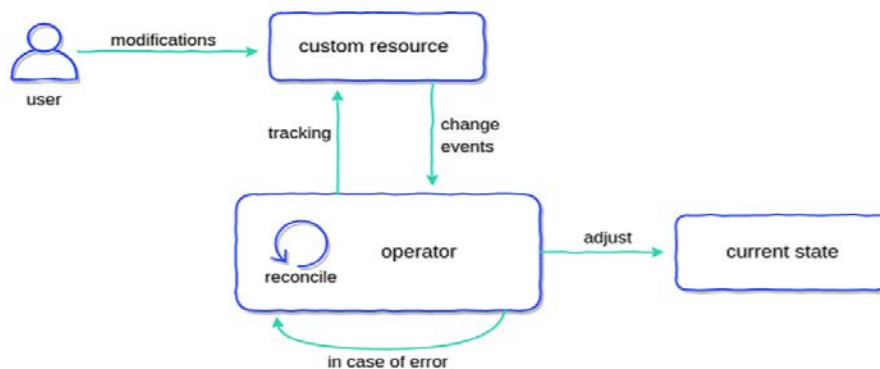 modifications
custom resource
user
tracking
change
events
operator
reconcile
adjust
current state
in case of error